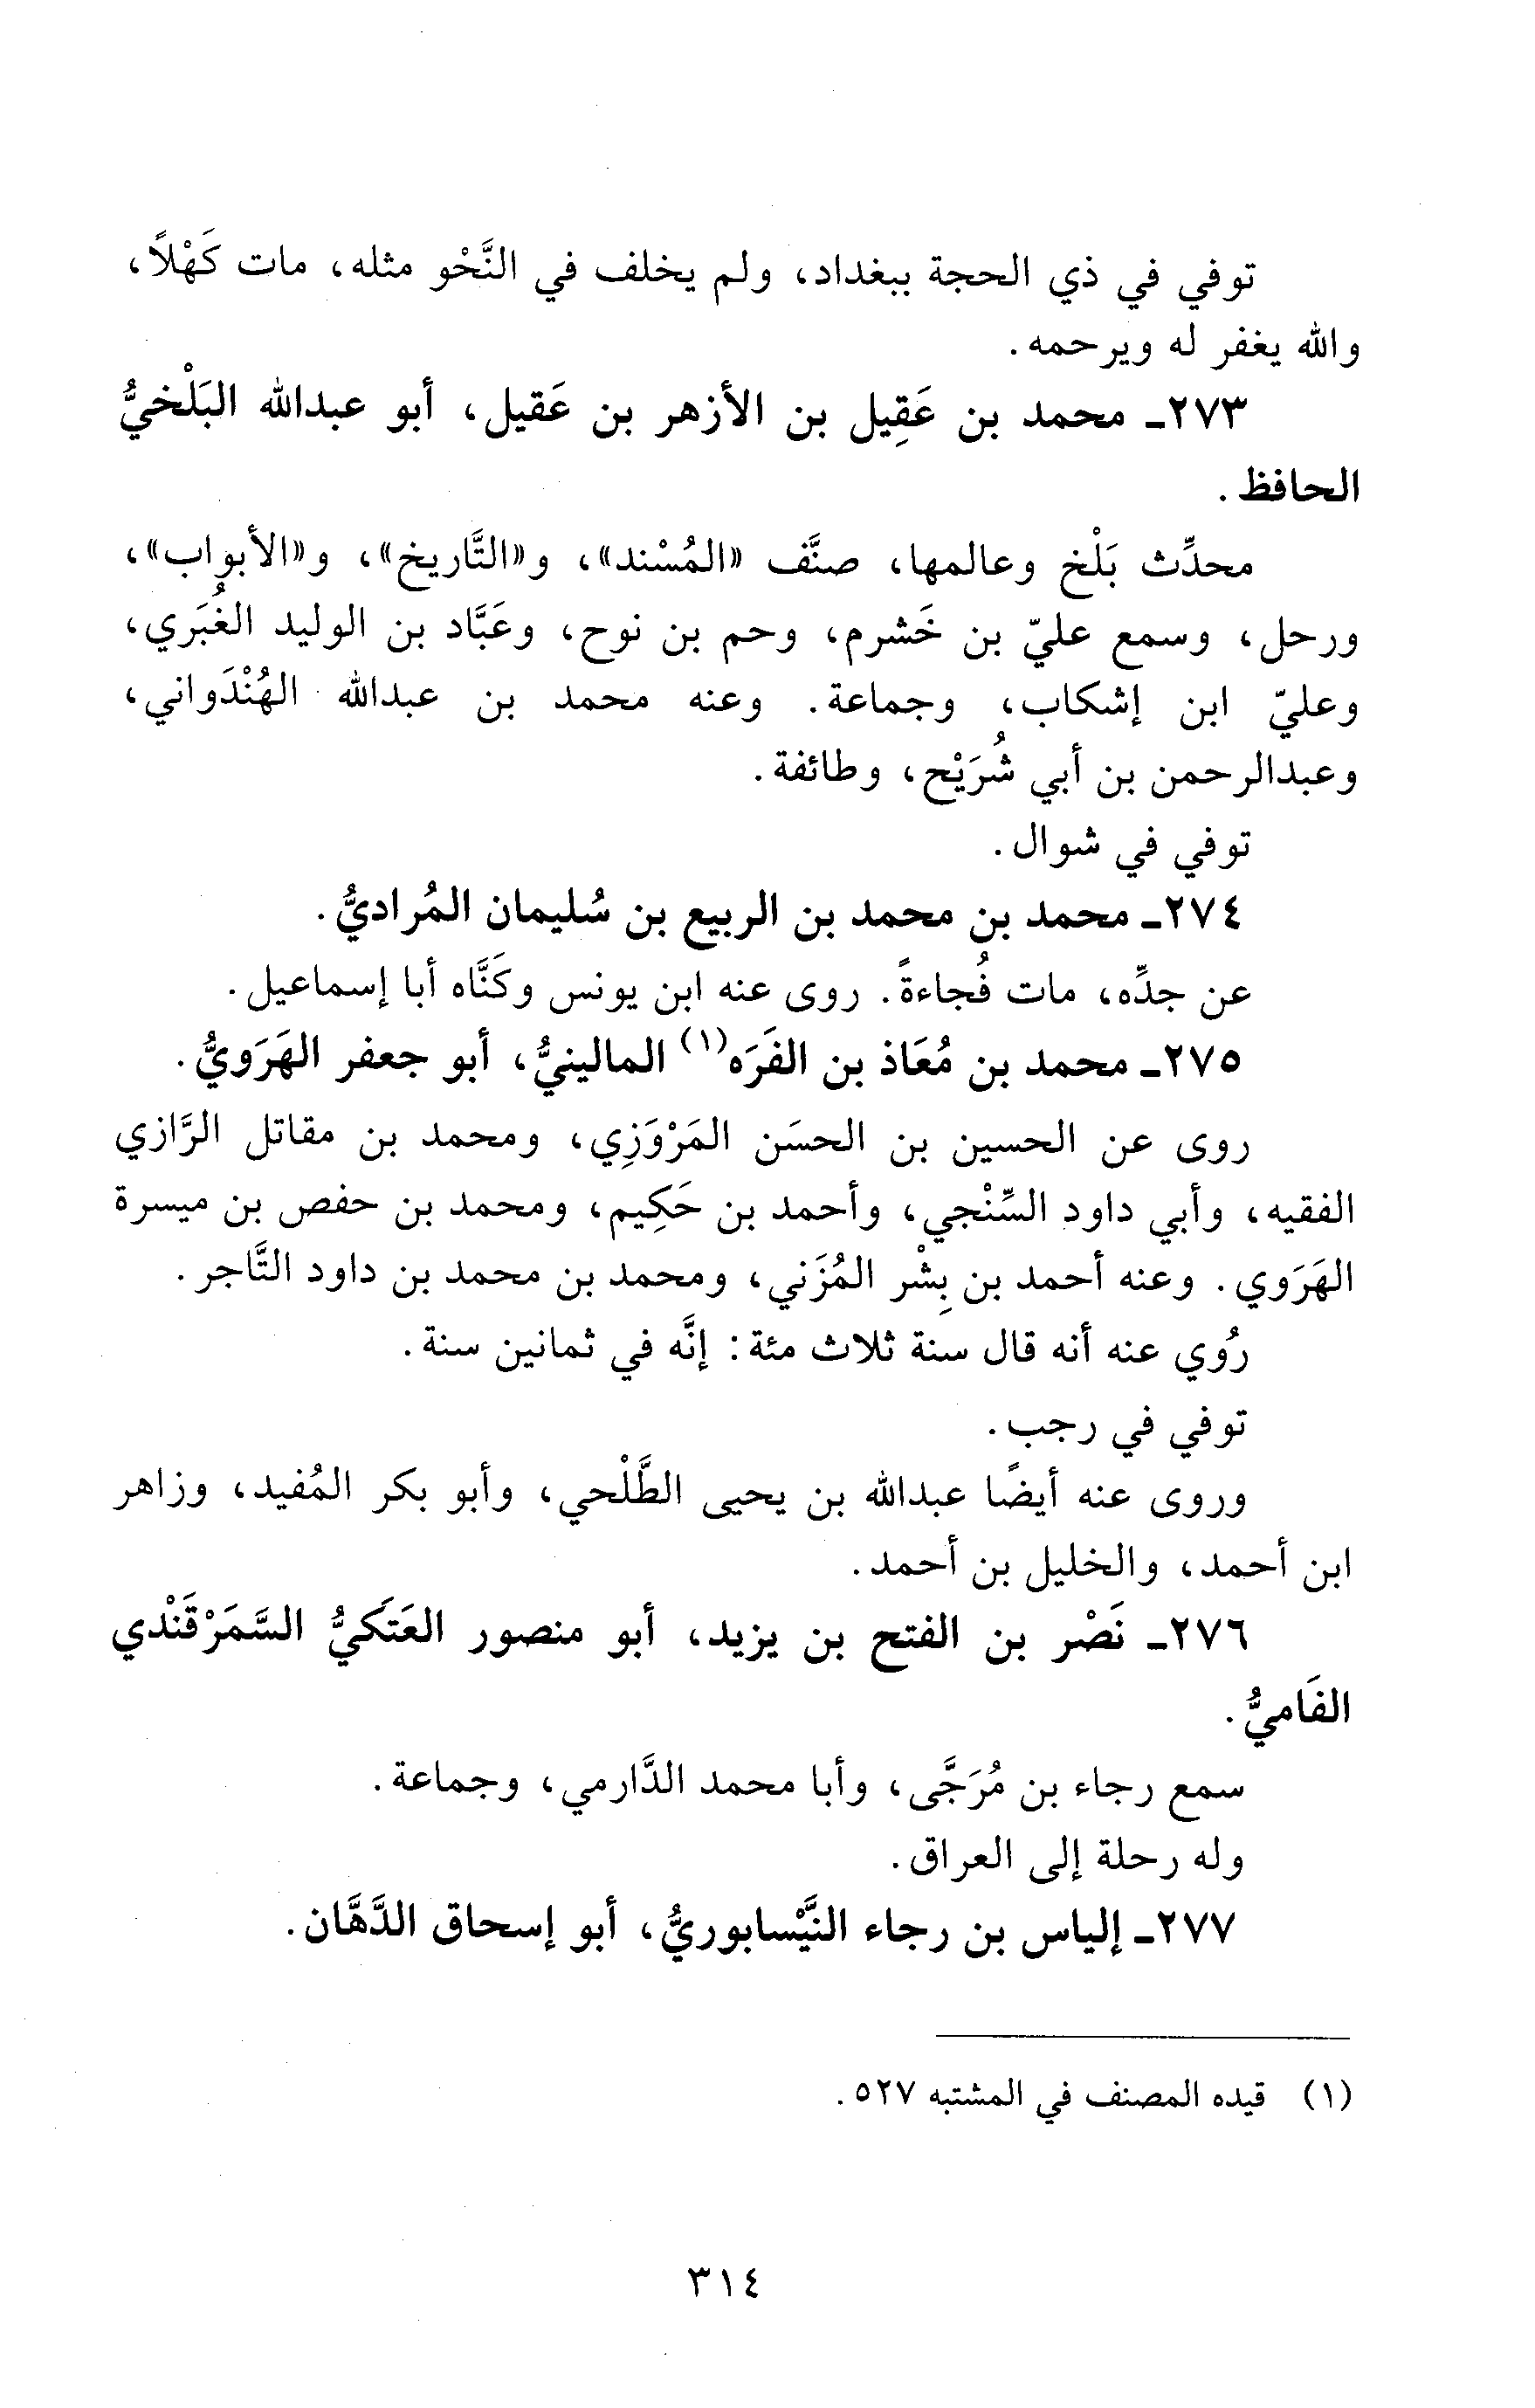 توفي في ذي الحجة ببغداد، ولم يخلف في النَّحْو مثله، مات كَهْلاً،
والله يغفر له ويرحمه.
٢٧٣- محمد بن عَقِيل بن الأزهر بن عَقيل، أبو عبدالله البَلْخيُّ
الحافظ.
محدِّث بَلْخ وعالمها، صنَّف «المُسْند»، و«التَّاريخ»، و«الأبواب»،
ورحل، وسمع عليّ بن خَشرم، وحم بن نوح، وعَبَّاد بن الوليد الغُبَري،
وعليّ ابن إشكاب، وجماعة. وعنه محمد بن عبدالله الهُنْدَواني،
وعبدالرحمن بن أبي شُرَيْح، وطائفة.
توفي في شوال.
٢٧٤- محمد بن محمد بن الربيع بن سُليمان المُراديُّ.
عن جدِّه، مات فُجاءةً. روى عنه ابن يونس وكَنَّاه أبا إسماعيل.
٢٧٥- محمد بن مُعَاذ بن الفَرَه(١) المالينيُّ، أبو جعفر الهَرَويُّ.
روى عن الحسين بن الحسَن المَرْوَزِي، ومحمد بن مقاتل الرَّازي
الفقيه، وأبي داود السِّنْجي، وأحمد بن حَكِيم، ومحمد بن حفص بن ميسرة
الهَرَوي. وعنه أحمد بن بِشْر المُزَني، ومحمد بن محمد بن داود التَّاجر.
رُوي عنه أنه قال سنة ثلاث مئة: إنَّه في ثمانين سنة.
توفي في رجب.
وروى عنه أيضًا عبدالله بن يحيى الطَّلْحي، وأبو بكر المُفيد، وزاهر
ابن أحمد، والخليل بن أحمد.
٢٧٦- نَصْر بن الفتح بن يزيد، أبو منصور العَتَكيُّ السَّمَرْقَنْدي
الفَاميُّ.
سمع رجاء بن مُرَجَّى، وأبا محمد الدَّارمي، وجماعة.
وله رحلة إلى العراق.
٢٧٧- إلياس بن رجاء النَّيْسابوريُّ، أبو إسحاق الدَّهَّان.
(١) قيده المصنف في المشتبه ٥٢٧.
٣١٤